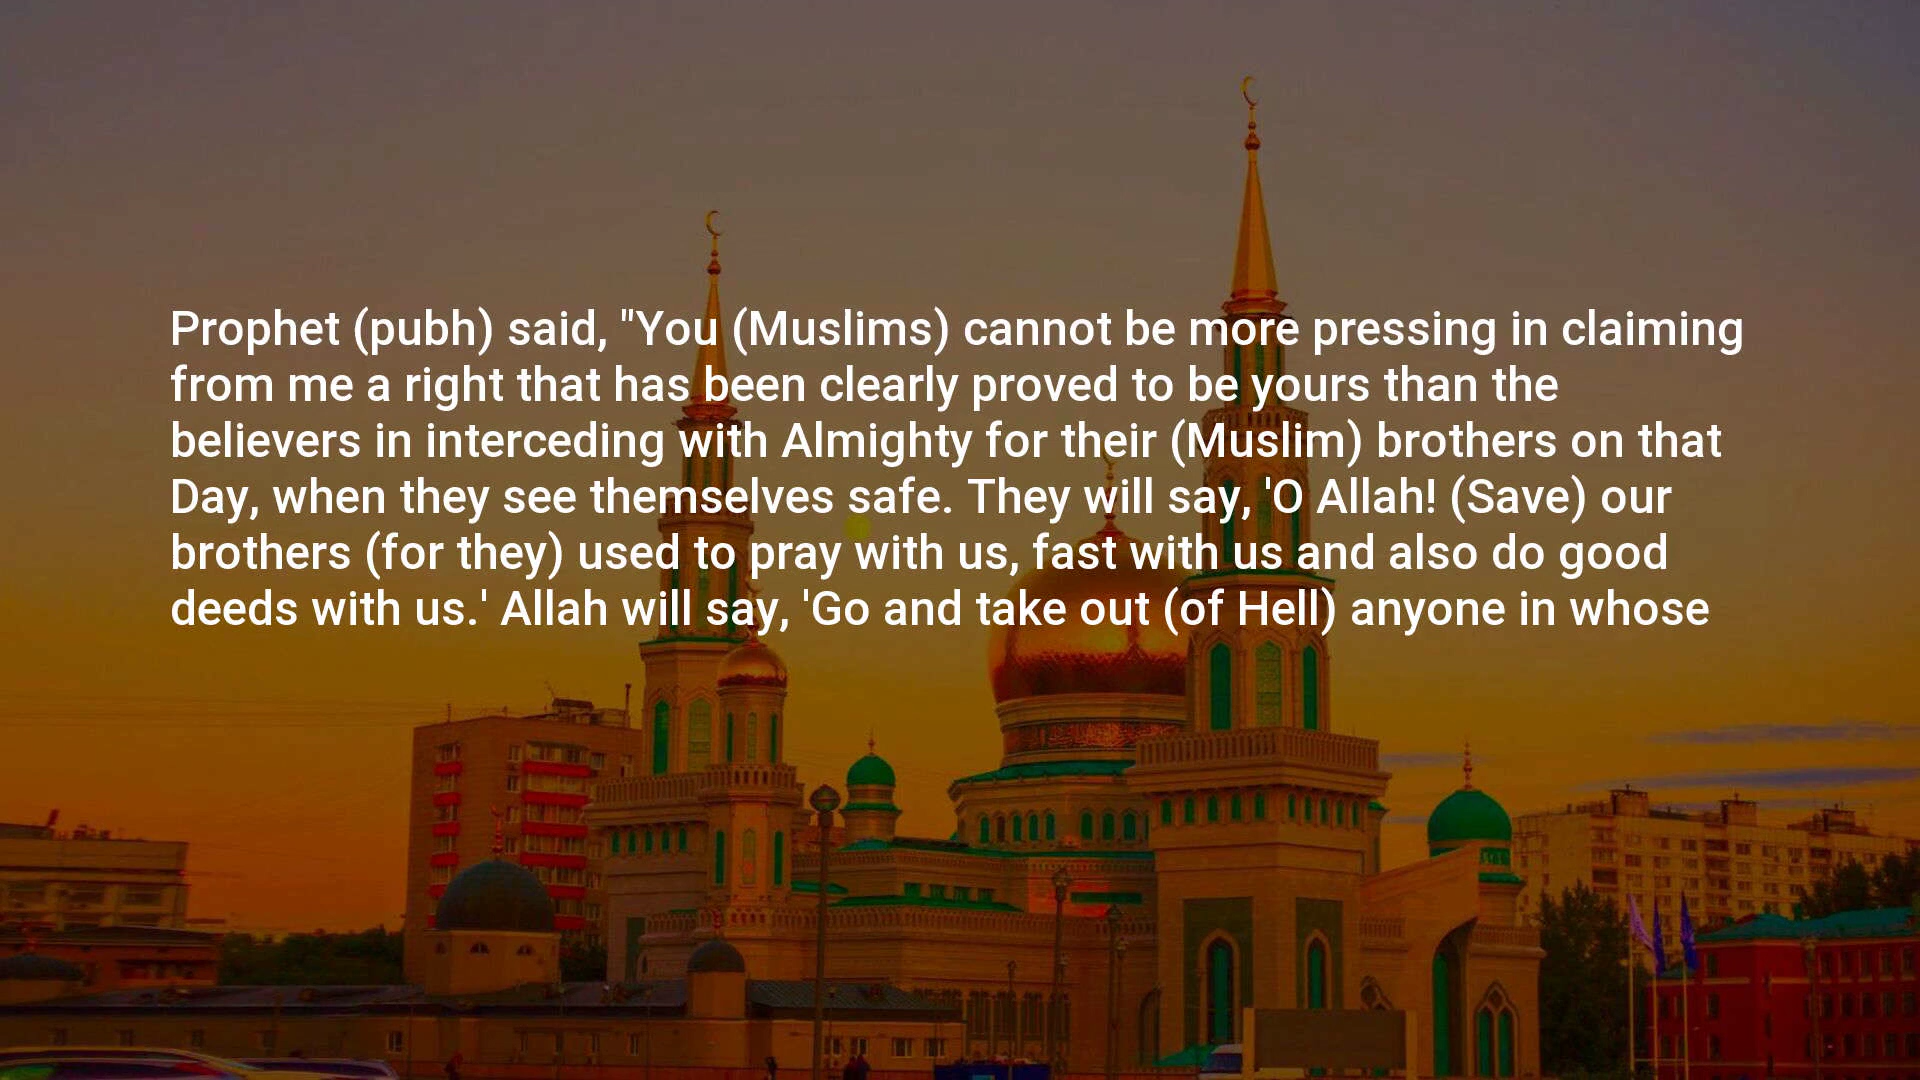 Prophet (pubh) said, "You (Muslims) cannot be more pressing in claiming
from me a right that has been clearly proved to be yours than the
believers in interceding with Almighty for their (Muslim) brothers on that
Day, when they see themselves safe. They will say, 'O Allah! (Save) our
brothers (for they) used to pray with us, fast with us and also do good
deeds with us.' Allah will say, 'Go and take out (of Hell) anyone in whose